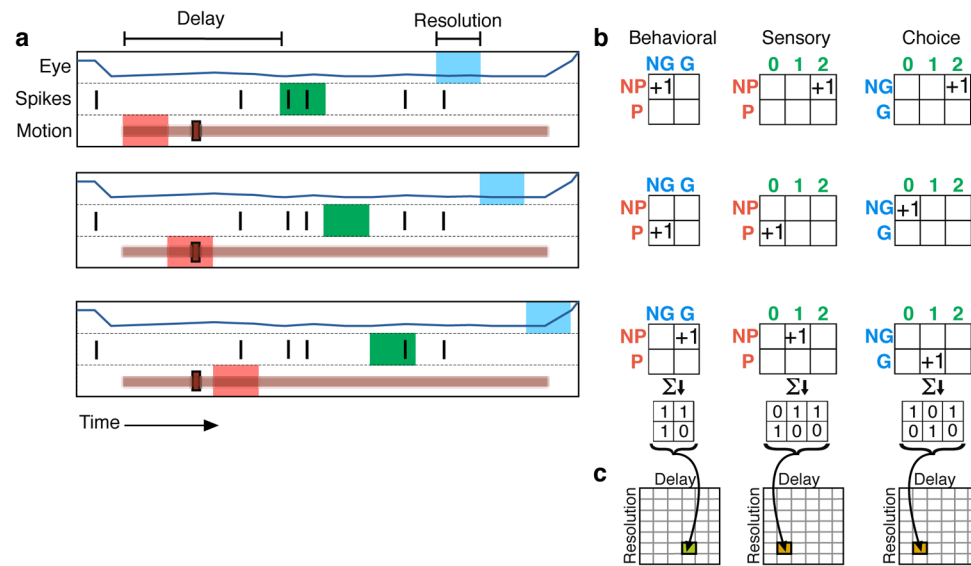 Delay
Resolution
a
Eye
Spikes
Motion
Time
b
Behavioral
Sensory
Choice
NG G
0 1 2
0 1 2
NP +1
NP +1
NG +1
P
P
G
NG G
0 1 2
0 1 2
NP
NP
NG +1
P +1
P +1
G
NG G
0 1 2
0 1 2
NP +1
NP +1
NG
P
P
G +1
Σ
Σ
Σ
1 1
0 1 1
1 0 1
1 0
1 0 0
0 1 0
c
Delay
Delay
Delay
Resolution
Resolution
Resolution